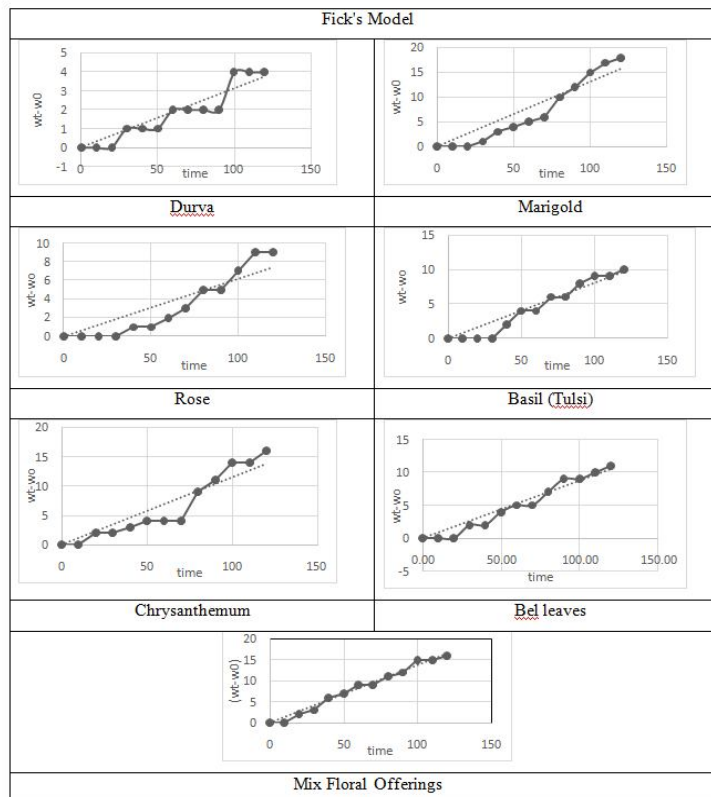 Fick's Model
wt-w0
5
4
3
2
1
0
-1
0 50 100 150
time
wt-w0
20
15
10
5
0
0 50 100 150
time
Durva
Marigold
wt-wo
10
8
6
4
2
0
0 50 100 150
time
wt-wo
15
10
5
0
0 50 100 150
time
Rose
Basil (Tulsi)
wt-wo
20
15
10
5
0
0 50 100 150
time
wt-wo
15
10
5
0
-5
0.00 50.00 100.00 150.00
time
Chrysanthemum
Bel leaves
(wt-w0)
20
15
10
5
0
0 50 100 150
time
Mix Floral Offerings